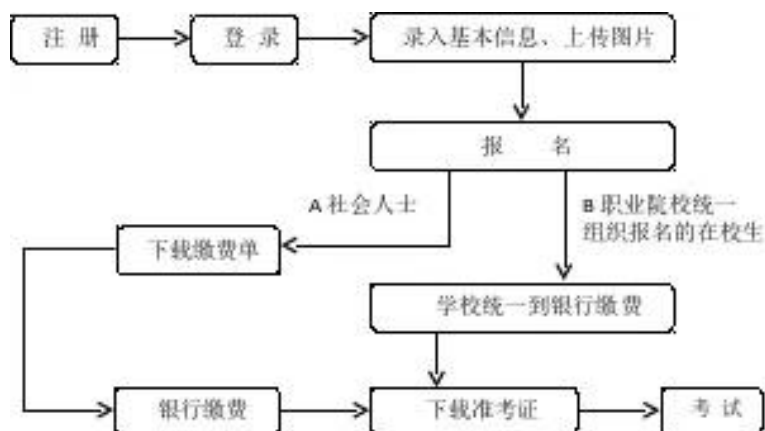 注 册
登 录
录入基本信息、上传图片
报 名
A 社会人士
B 职业院校统一
组织报名的在校生
下载缴费单
学校统一到银行缴费
银行缴费
下载准考证
考 试